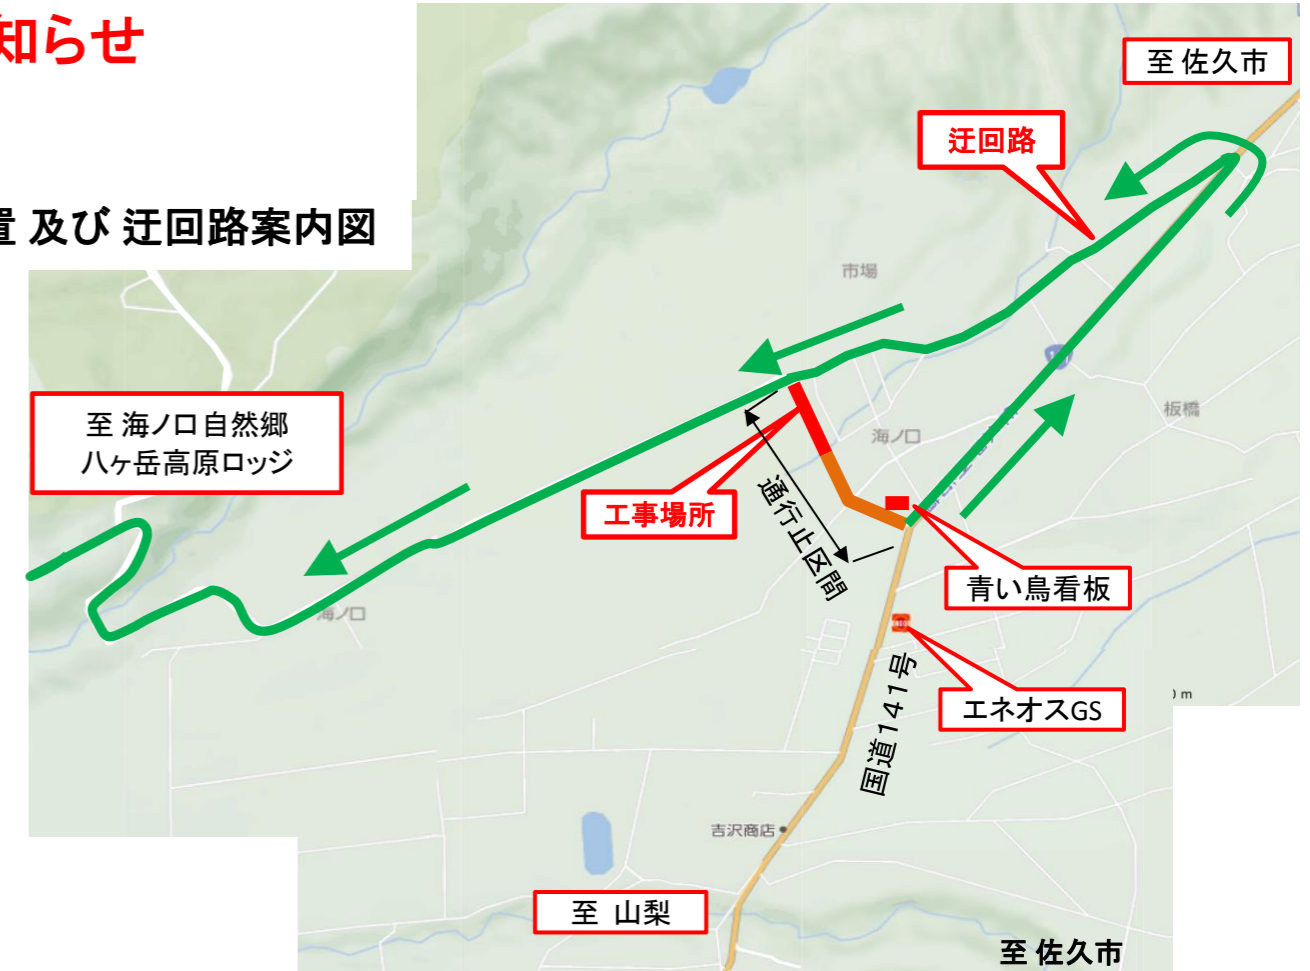 知らせ
至 佐久市
迂回路
置 及び 迂回路案内図
市場
至 海ノ口自然郷
八ヶ岳高原ロッジ
板橋
海ノ口
工事場所
通行止区間
青い鳥看板
海ノ口
エネオスGS
国道141号
) m
吉沢商店
至 山梨
至 佐久市